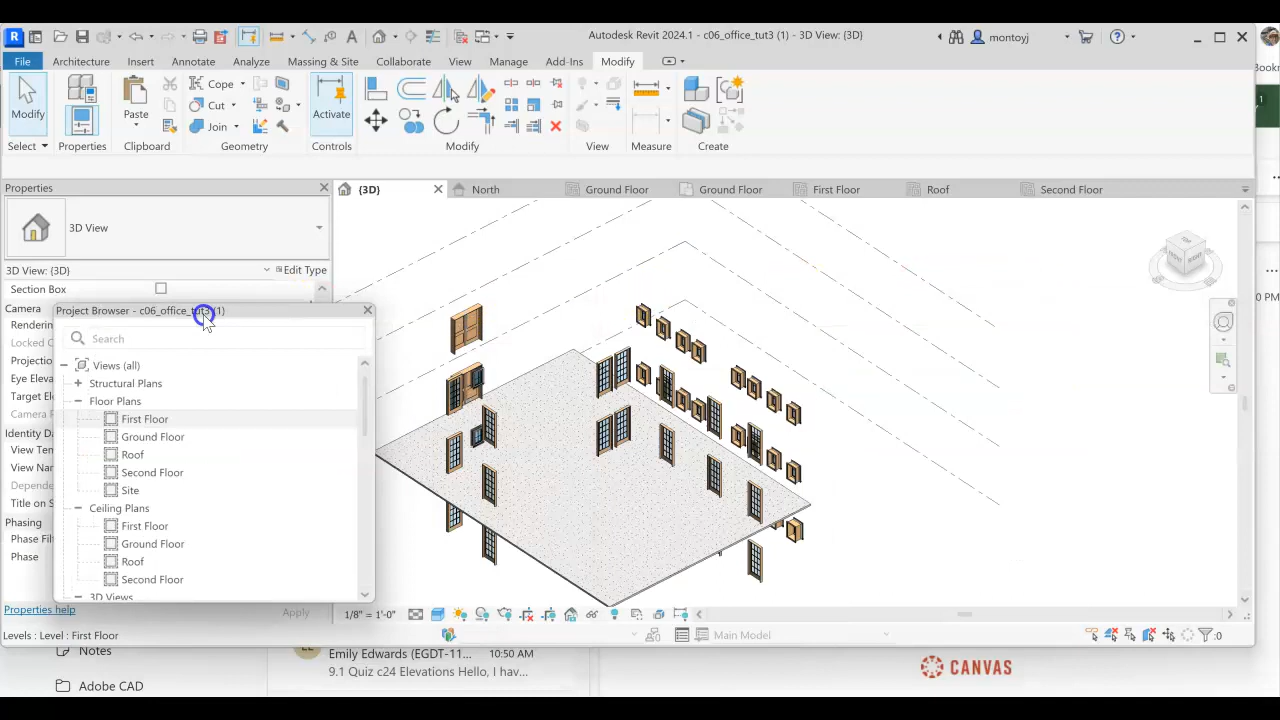 Autodesk Revit 2024.1 - c06_office_tut3 (1) - 3D View: {3D}
montoyj
File Architecture Insert Annotate Analyze Massing & Site Collaborate View Manage Add-Ins Modify
Cope
Cut
Join
Modify Paste Activate
Properties
Select Properties Clipboard Geometry Controls Modify View Measure Create
Properties
{3D} North Ground Floor Ground Floor First Floor Roof Second Floor
3D View
3D View: {3D} Edit Type
Section Box
Camera
Project Browser - c06_office_tut3 (1)
Search
Views (all)
Structural Plans
Floor Plans
First Floor
Ground Floor
Roof
Second Floor
Site
Ceiling Plans
First Floor
Ground Floor
Roof
Second Floor
3D Views
Phasing
Phase
Properties help Apply
1/8" = 1'-0"
Levels : Level : First Floor
Main Model
:0
TOP
FRONT
RIGHT
Notes
Adobe CAD
Emily Edwards (EGDT-11... 10:50 AM
9.1 Quiz c24 Elevations Hello, I hav...
CANVAS